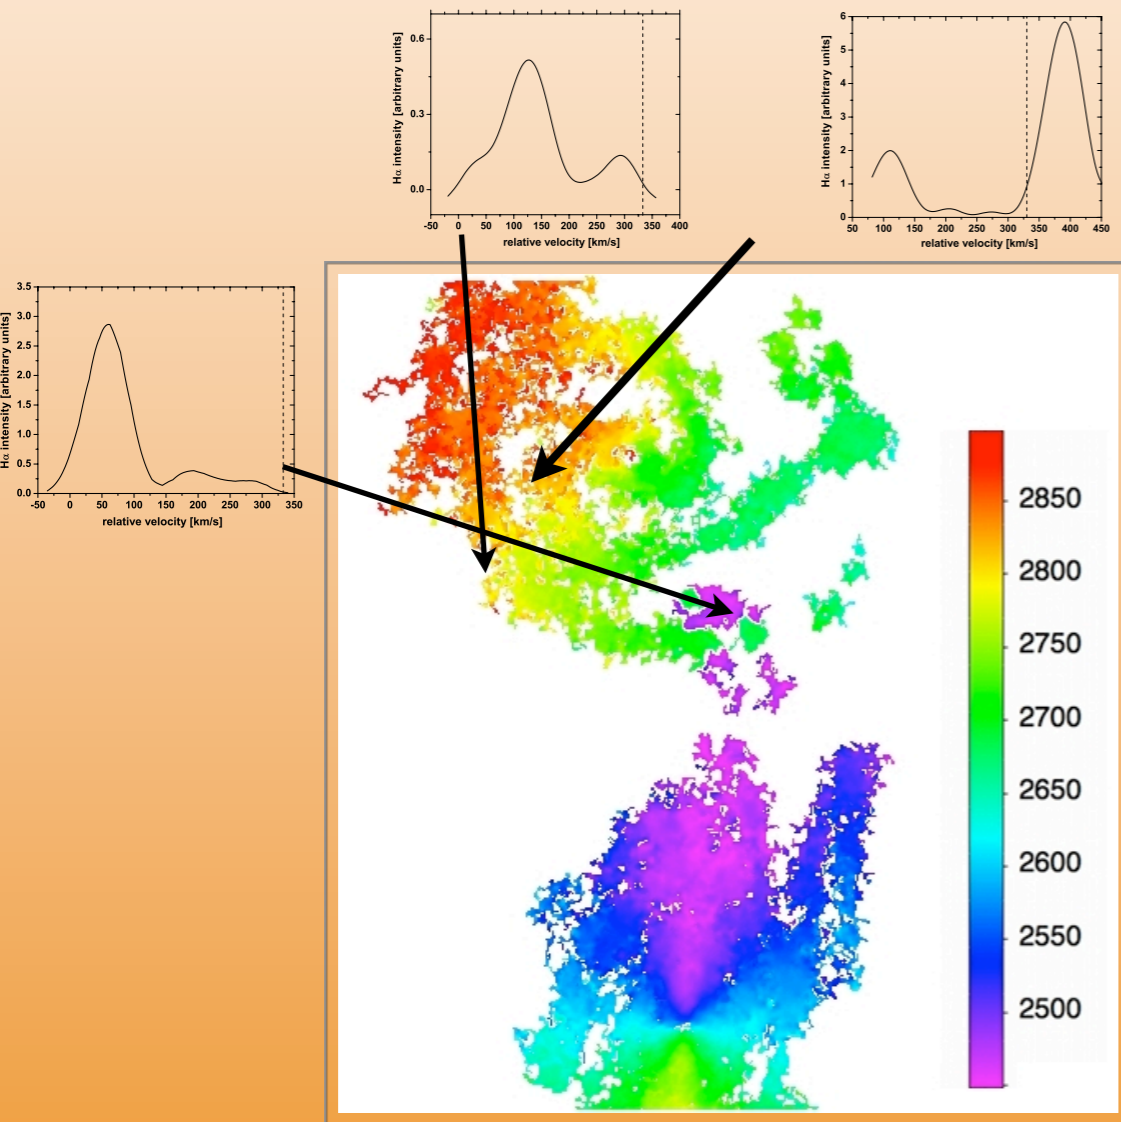 0.6
0.3
0.0
Hα intensity [arbitrary units]
-50 0 50 100 150 200 250 300 350 400
relative velocity [km/s]
6
5
4
3
2
1
0
Hα intensity [arbitrary units]
50 100 150 200 250 300 350 400 450
relative velocity [km/s]
3.5
3.0
2.5
2.0
1.5
1.0
0.5
0.0
Hα intensity [arbitrary units]
-50 0 50 100 150 200 250 300 350
relative velocity [km/s]
2850
2800
2750
2700
2650
2600
2550
2500